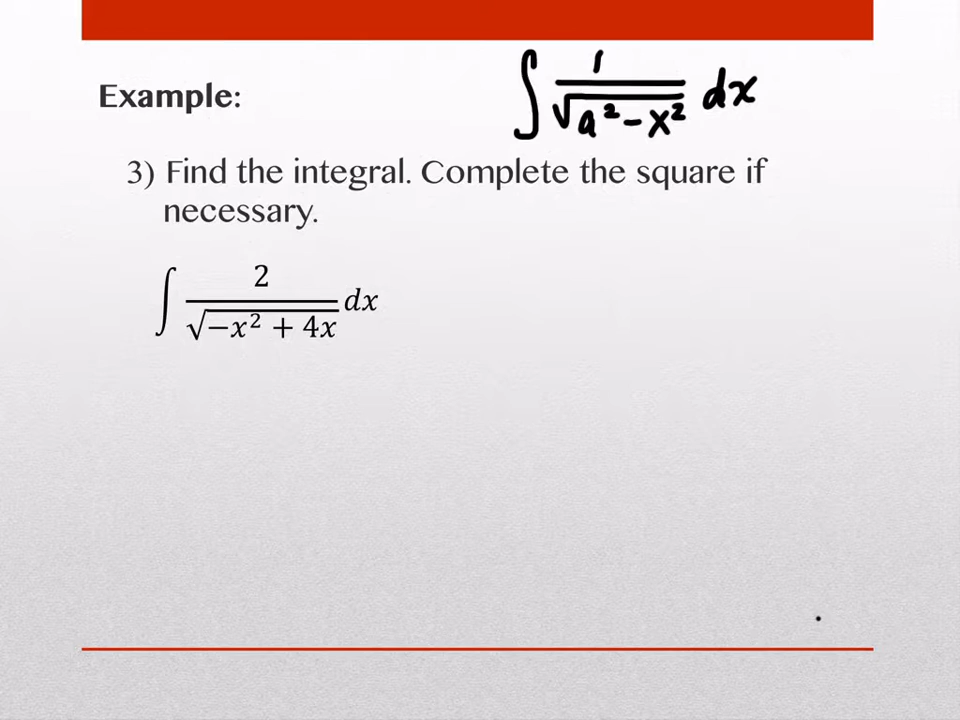 Example:
∫ 1/√(a² − x²) dx
3) Find the integral. Complete the square if
necessary.
∫ 2/√(−x² + 4x) dx